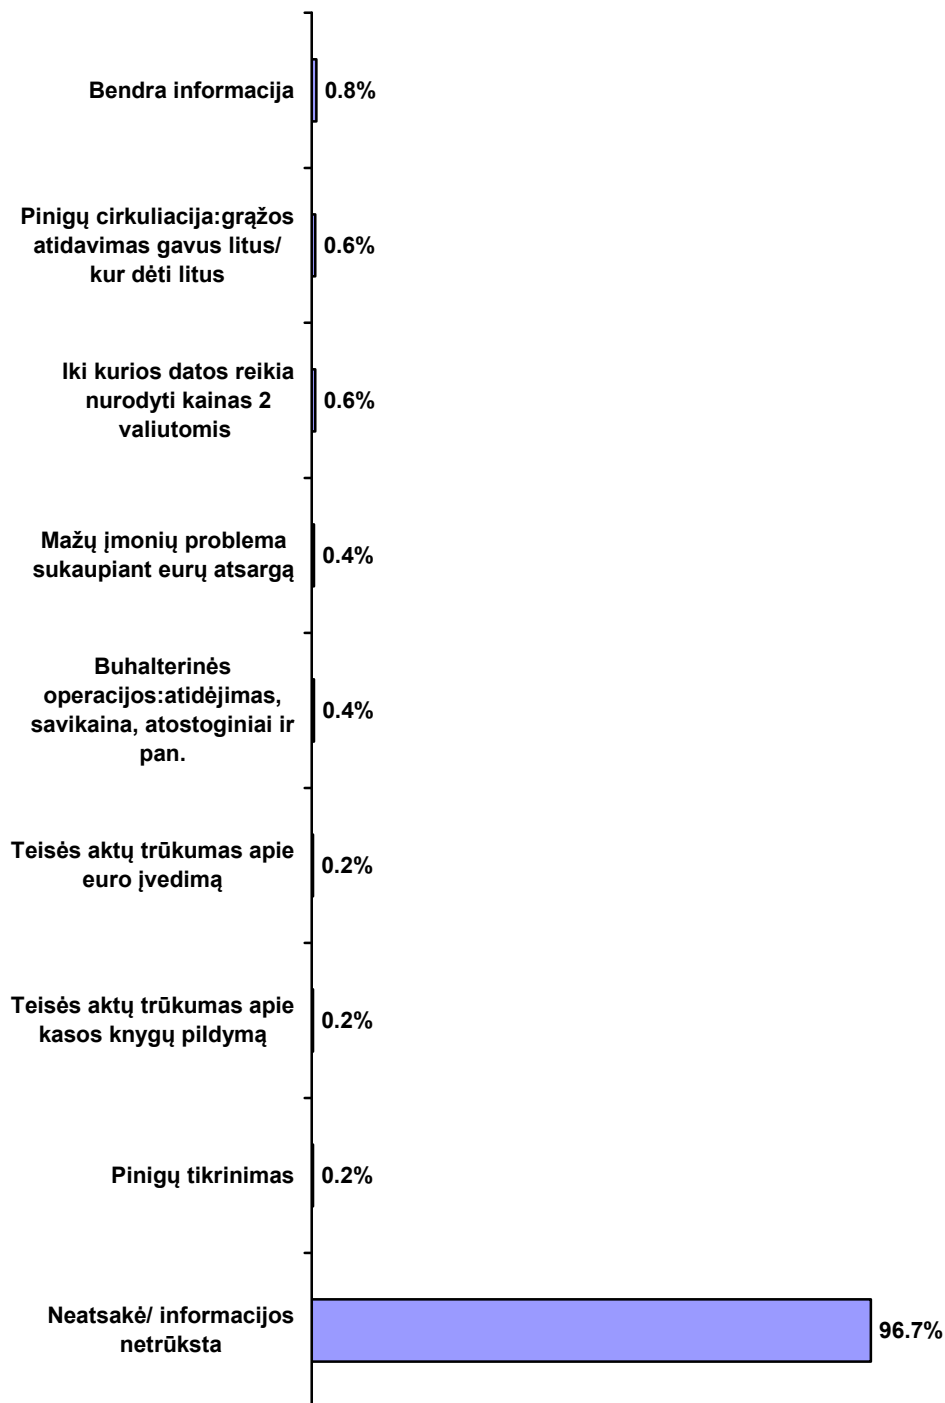 Bendra informacija
0.8%
Pinigų cirkuliacija:grąžos
atidavimas gavus litus/
kur dėti litus
0.6%
Iki kurios datos reikia
nurodyti kainas 2
valiutomis
0.6%
Mažų įmonių problema
sukaupiant eurų atsargą
0.4%
Buhalterinės
operacijos:atidėjimas,
savikaina, atostoginiai ir
pan.
0.4%
Teisės aktų trūkumas apie
euro įvedimą
0.2%
Teisės aktų trūkumas apie
kasos knygų pildymą
0.2%
Pinigų tikrinimas
0.2%
Neatsakė/ informacijos
netrūksta
96.7%